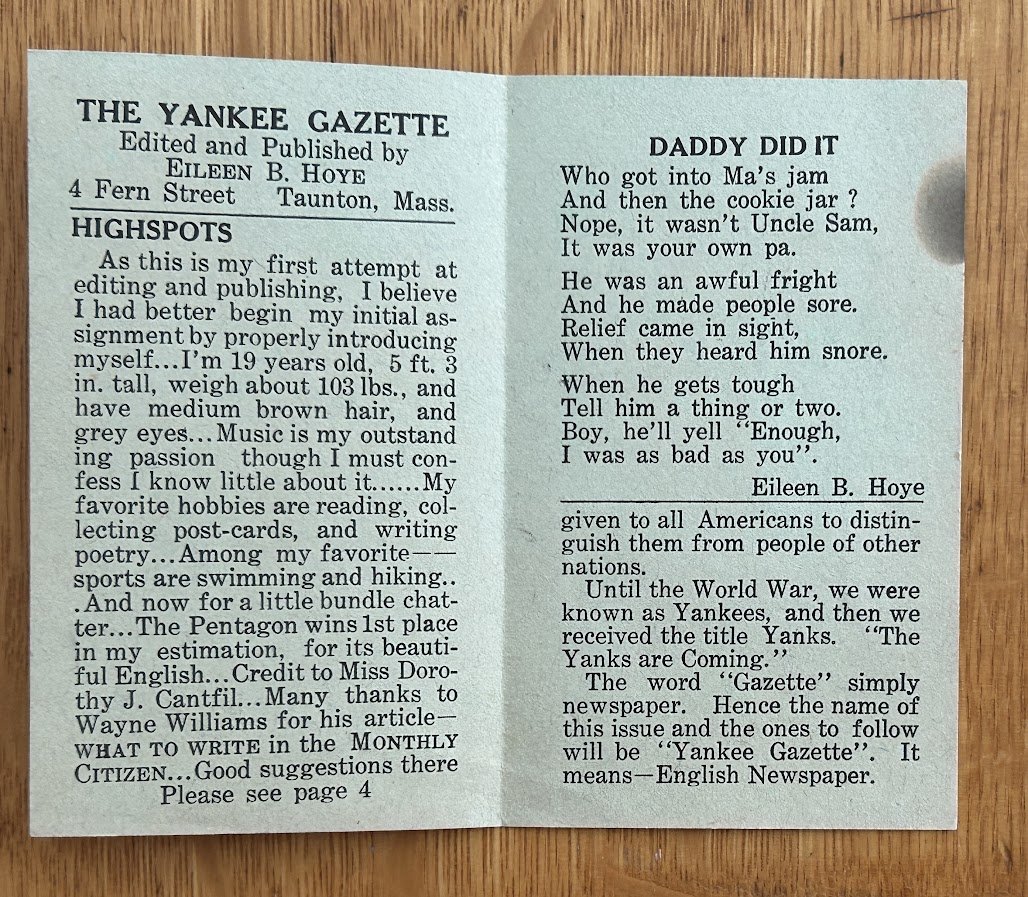 THE YANKEE GAZETTE
Edited and Published by
EILEEN B. HOYE
4 Fern Street Taunton, Mass.
HIGHSPOTS
As this is my first attempt at
editing and publishing, I believe
I had better begin my initial as-
signment by properly introducing
myself...I'm 19 years old, 5 ft. 3
in. tall, weigh about 103 lbs., and
have medium brown hair, and
grey eyes...Music is my outstand
ing passion though I must con-
fess I know little about it......My
favorite hobbies are reading, col-
lecting post-cards, and writing
poetry...Among my favorite——
sports are swimming and hiking..
.And now for a little bundle chat-
ter...The Pentagon wins 1st place
in my estimation, for its beauti-
ful English...Credit to Miss Doro-
thy J. Cantfil...Many thanks to
Wayne Williams for his article—
WHAT TO WRITE in the MONTHLY
CITIZEN...Good suggestions there
Please see page 4
DADDY DID IT
Who got into Ma's jam
And then the cookie jar ?
Nope, it wasn't Uncle Sam,
It was your own pa.
He was an awful fright
And he made people sore.
Relief came in sight,
When they heard him snore.
When he gets tough
Tell him a thing or two.
Boy, he'll yell "Enough,
I was as bad as you".
Eileen B. Hoye
given to all Americans to distin-
guish them from people of other
nations.
Until the World War, we were
known as Yankees, and then we
received the title Yanks. "The
Yanks are Coming."
The word "Gazette" simply
newspaper. Hence the name of
this issue and the ones to follow
will be "Yankee Gazette". It
means—English Newspaper.